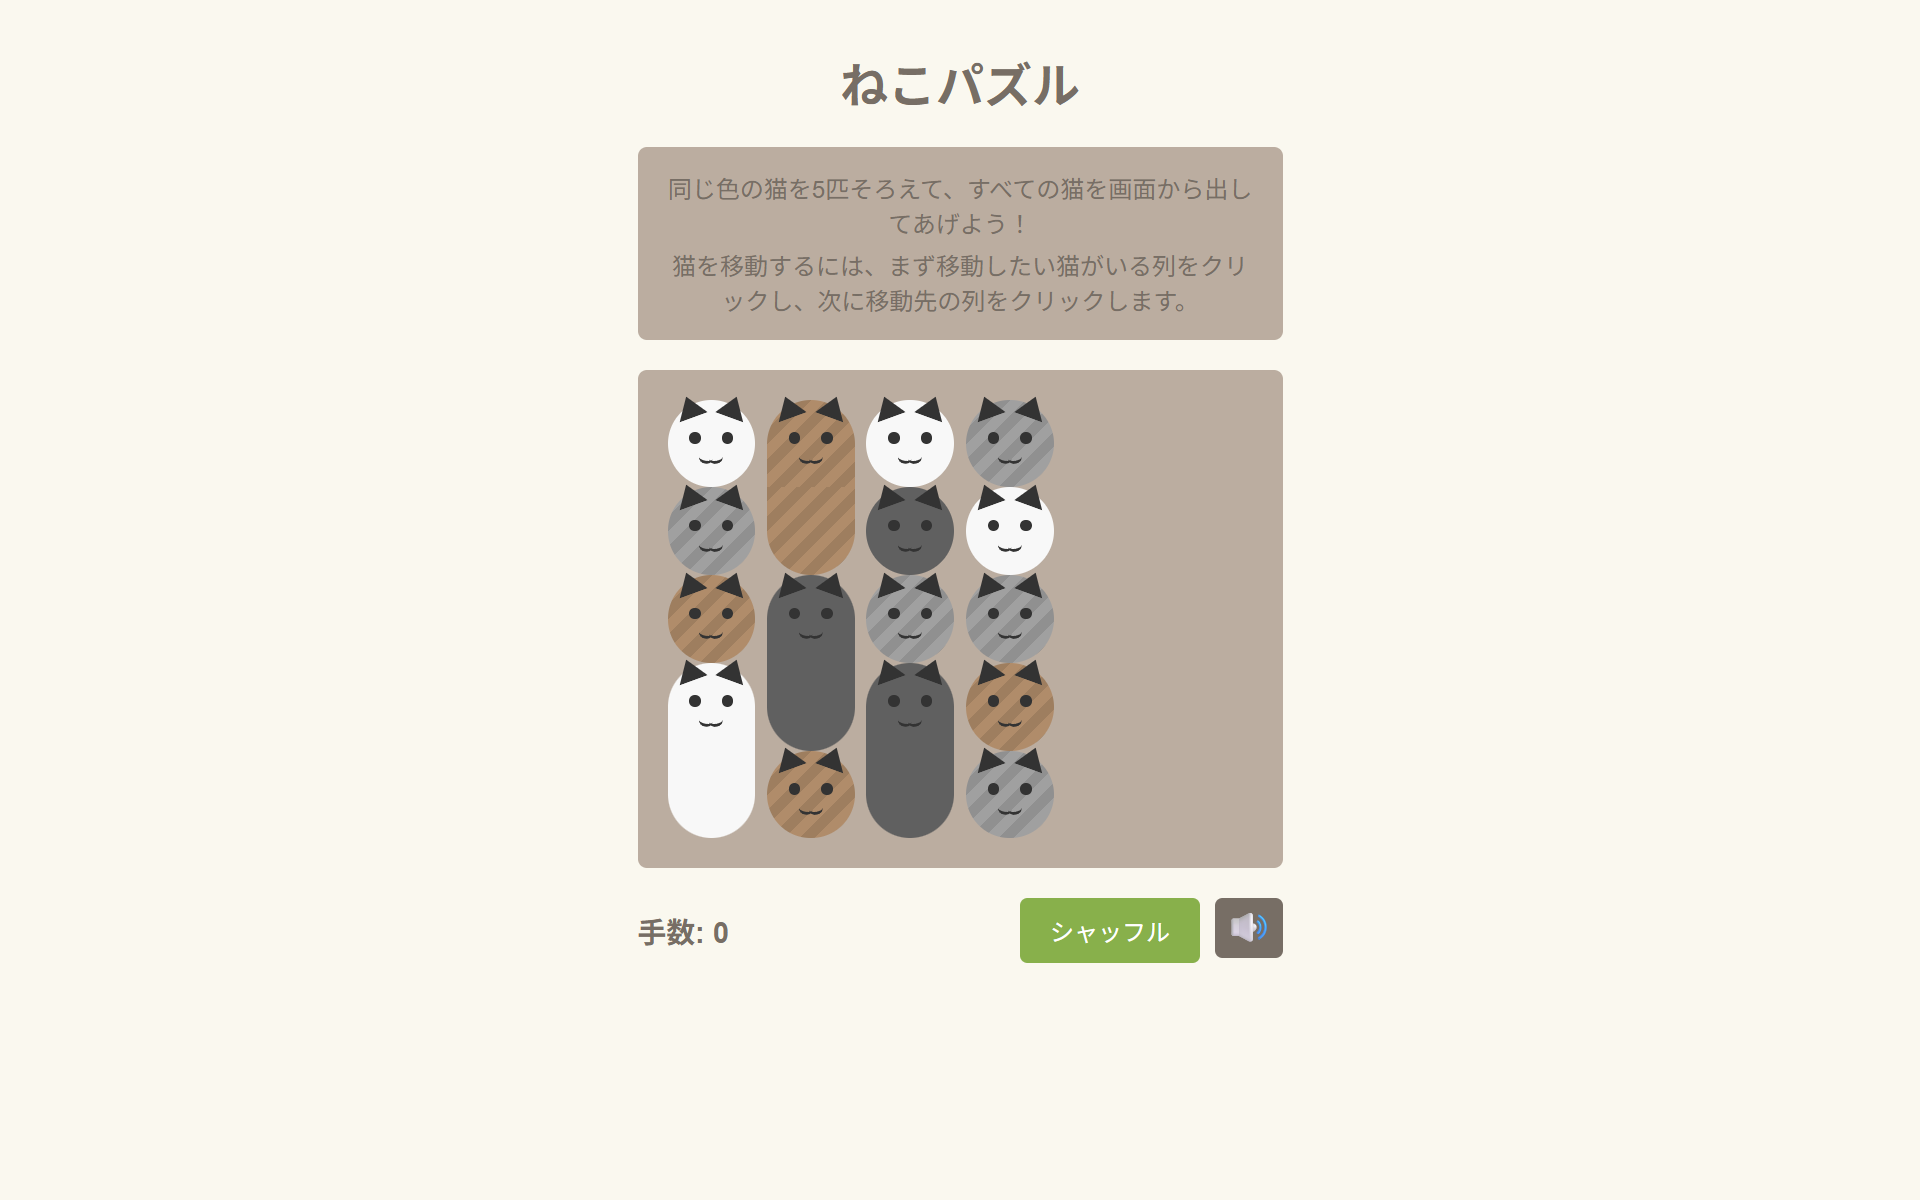 ねこパズル
同じ色の猫を5匹そろえて、すべての猫を画面から出し
てあげよう！
猫を移動するには、まず移動したい猫がいる列をクリ
ックし、次に移動先の列をクリックします。
手数: 0
シャッフル